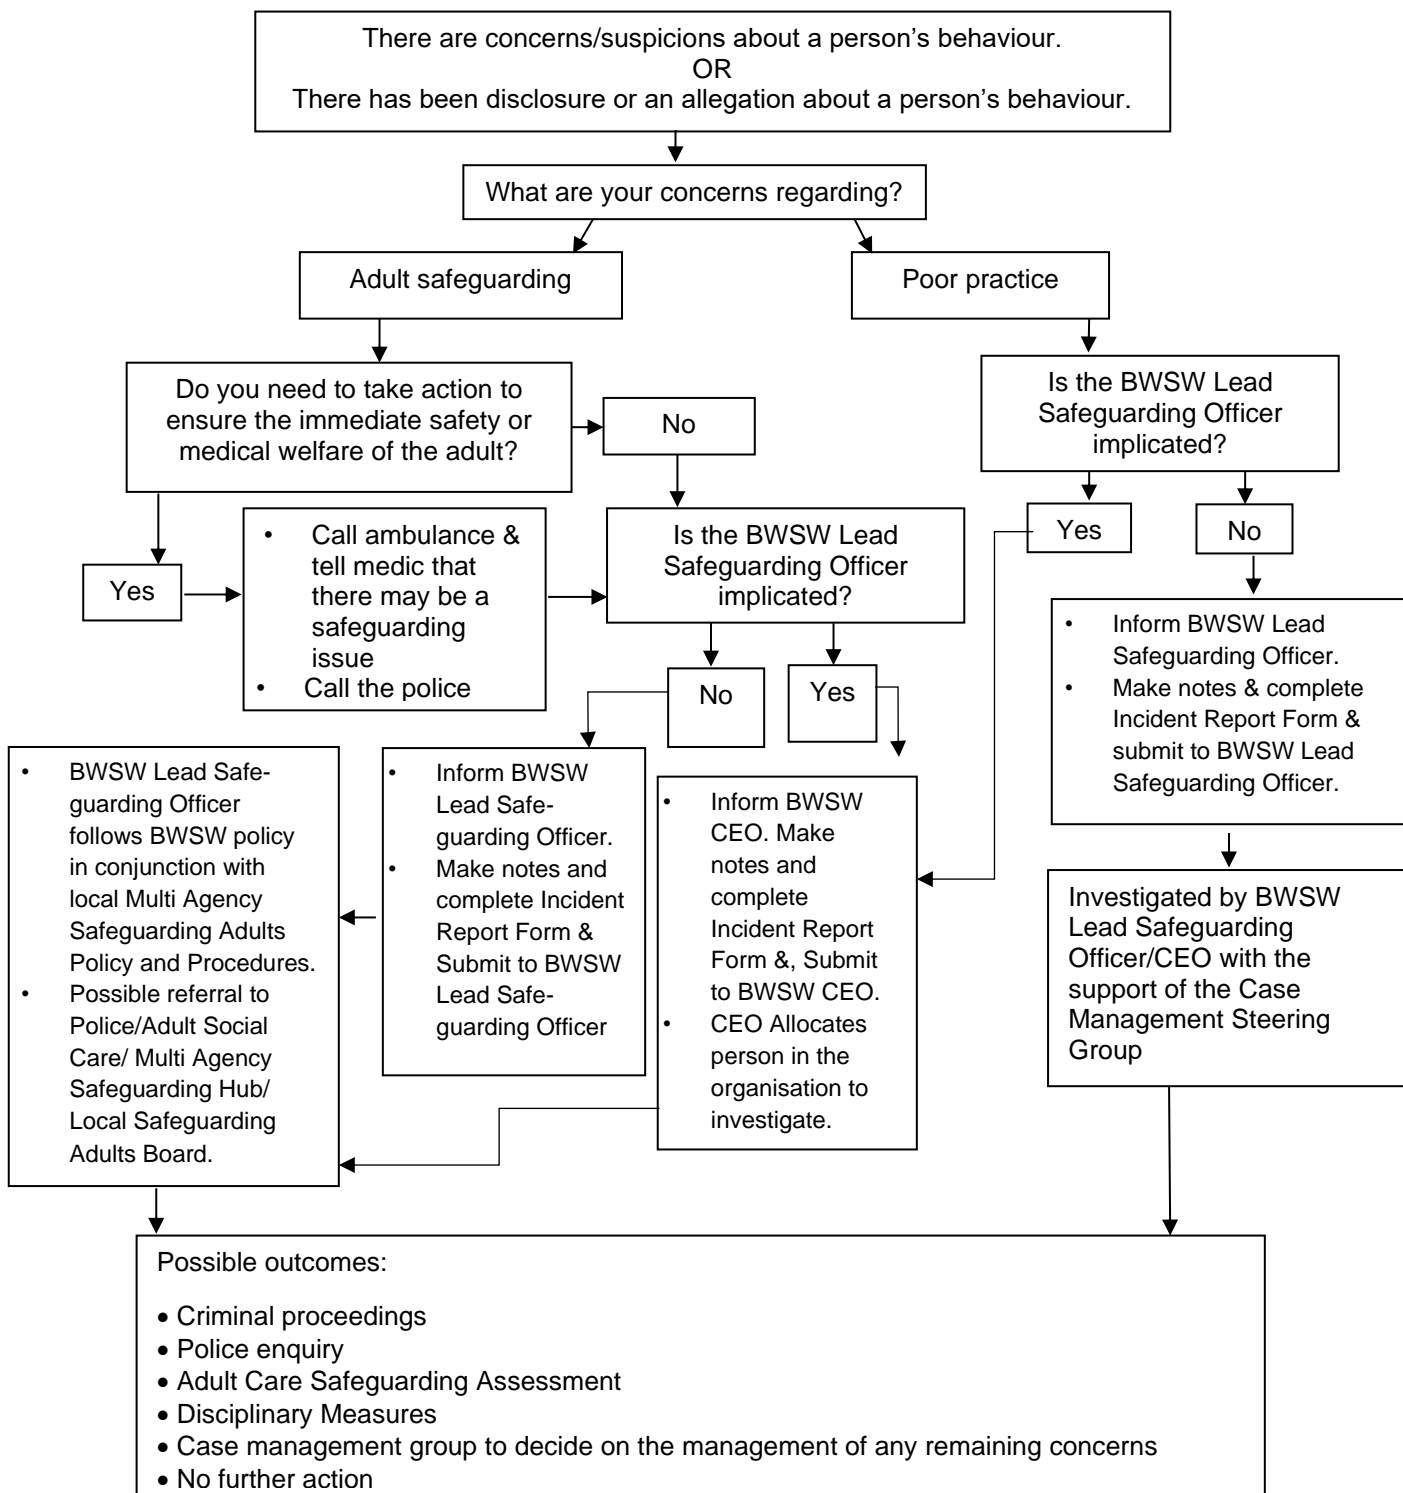 There are concerns/suspicions about a person’s behaviour.
OR
There has been disclosure or an allegation about a person’s behaviour.
What are your concerns regarding?
Adult safeguarding
Poor practice
Do you need to take action to
ensure the immediate safety or
medical welfare of the adult?
No
Is the BWSW Lead
Safeguarding Officer
implicated?
Yes
• Call ambulance &
tell medic that
there may be a
safeguarding
issue
• Call the police
Is the BWSW Lead
Safeguarding Officer
implicated?
Yes
No
No
Yes
• Inform BWSW Lead
Safeguarding Officer.
• Make notes & complete
Incident Report Form &
submit to BWSW Lead
Safeguarding Officer.
• BWSW Lead Safe-
guarding Officer
follows BWSW policy
in conjunction with
local Multi Agency
Safeguarding Adults
Policy and Procedures.
• Possible referral to
Police/Adult Social
Care/ Multi Agency
Safeguarding Hub/
Local Safeguarding
Adults Board.
• Inform BWSW
Lead Safe-
guarding Officer.
• Make notes and
complete Incident
Report Form &
Submit to BWSW
Lead Safe-
guarding Officer
• Inform BWSW
CEO. Make
notes and
complete
Incident Report
Form &, Submit
to BWSW CEO.
• CEO Allocates
person in the
organisation to
investigate.
Investigated by BWSW
Lead Safeguarding
Officer/CEO with the
support of the Case
Management Steering
Group
Possible outcomes:
• Criminal proceedings
• Police enquiry
• Adult Care Safeguarding Assessment
• Disciplinary Measures
• Case management group to decide on the management of any remaining concerns
• No further action